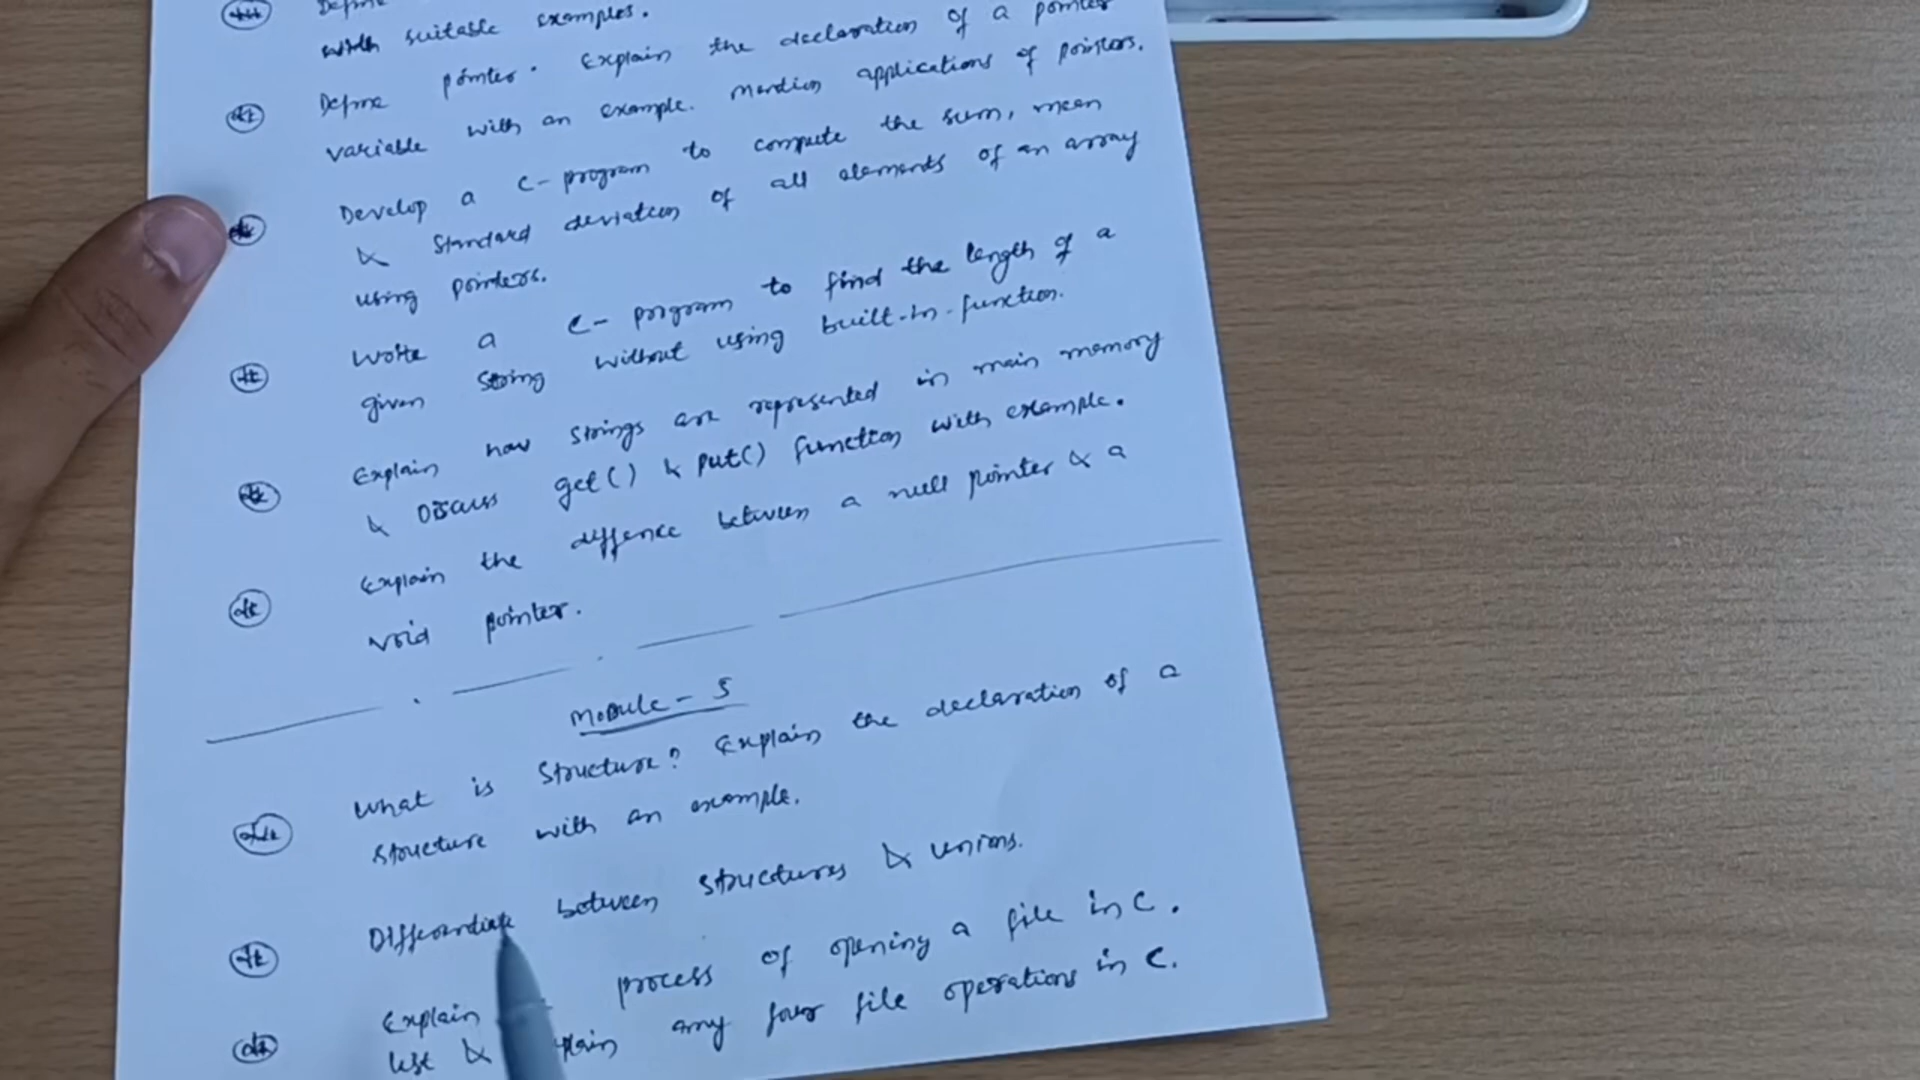 Define
with suitable examples.
Define pointer. Explain the declaration of a pointer
variable with an example. Mention applications of pointers.
Develop a C-program to compute the sum, mean
& Standard deviation of all elements of an array
using pointers.
Write a C-program to find the length of a
given string without using built-in-function.
Explain how strings are represented in main memory
& Discuss get() & put() function with example.
Explain the diffence between a null pointer & a
void pointer.
Module - 5
What is Structure? Explain the declaration of a
structure with an example.
Differentiate between structures & unions.
Explain process of opening a file in C.
List & plain any four file operations in C.